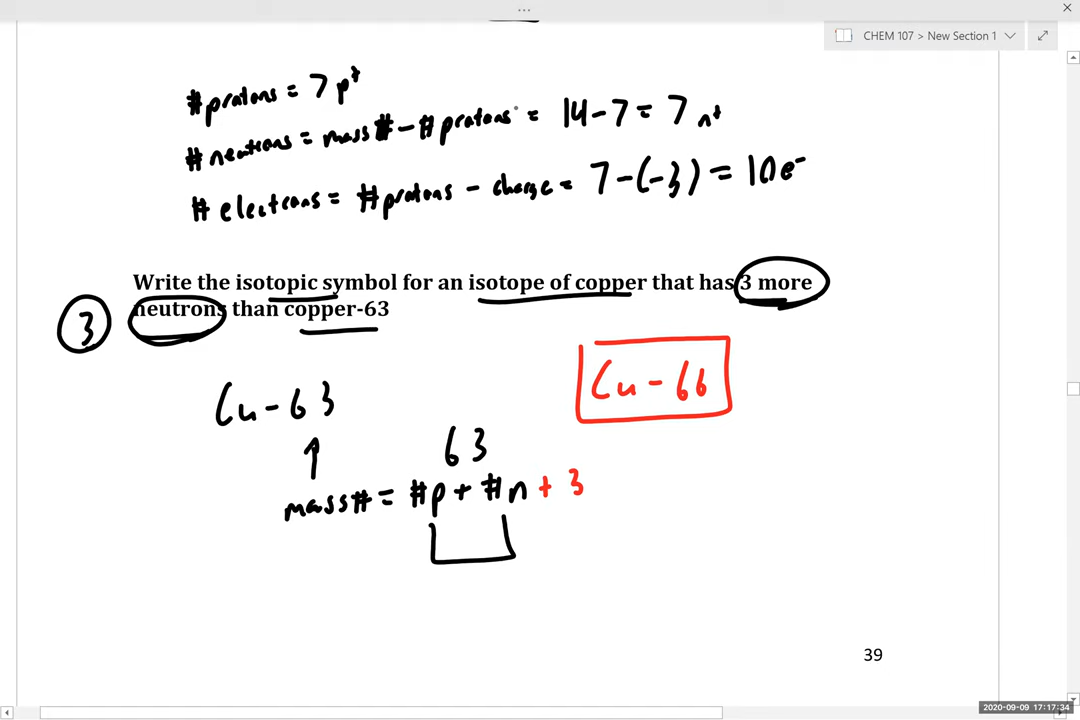 CHEM 107 > New Section 1
#protons = 7 p+
#neutrons = mass # - #protons = 14 - 7 = 7 n+
# electrons = #protons - charge = 7 - (-3) = 10 e-
Write the isotopic symbol for an isotope of copper that has 3 more
neutrons than copper-63
3
Cu - 66
Cu - 63
63
mass# = #p + #n + 3
39
2020-09-09 17:17:34